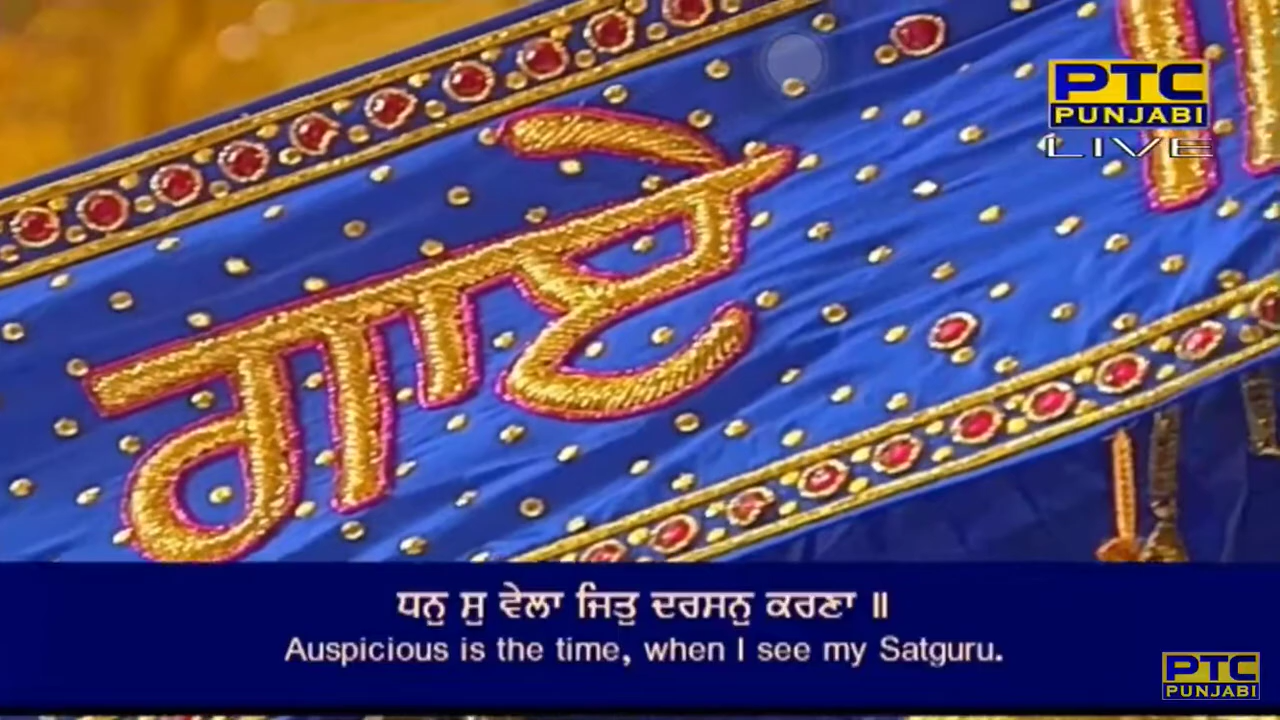 PTC
PUNJABI
LIVE
ਗਾਏ
॥
ਧਨੁ ਸੁ ਵੇਲਾ ਜਿਤੁ ਦਰਸਨੁ ਕਰਣਾ ॥
Auspicious is the time, when I see my Satguru.
PTC
PUNJABI